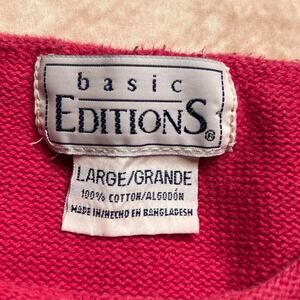 basic
EDITIONS®
LARGE/GRANDE
100% COTTON/ALGODÓN
MADE IN/HECHO EN BANGLADESH